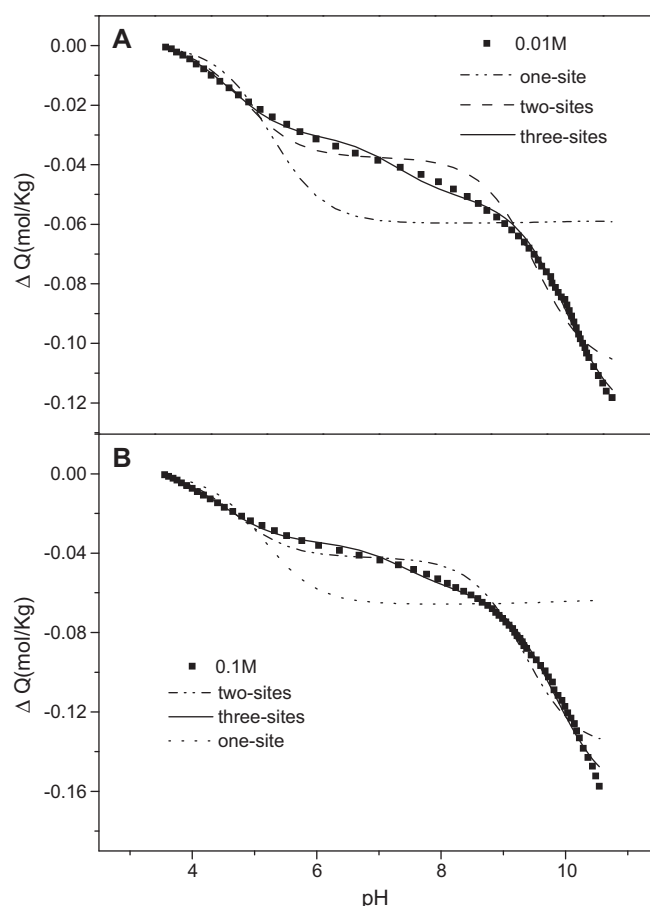 A
0.01M
one-site
two-sites
three-sites
0.00
-0.02
-0.04
-0.06
-0.08
-0.10
-0.12
Δ Q(mol/Kg)
B
0.1M
two-sites
three-sites
one-site
0.00
-0.04
-0.08
-0.12
-0.16
Δ Q(mol/Kg)
4 6 8 10
pH